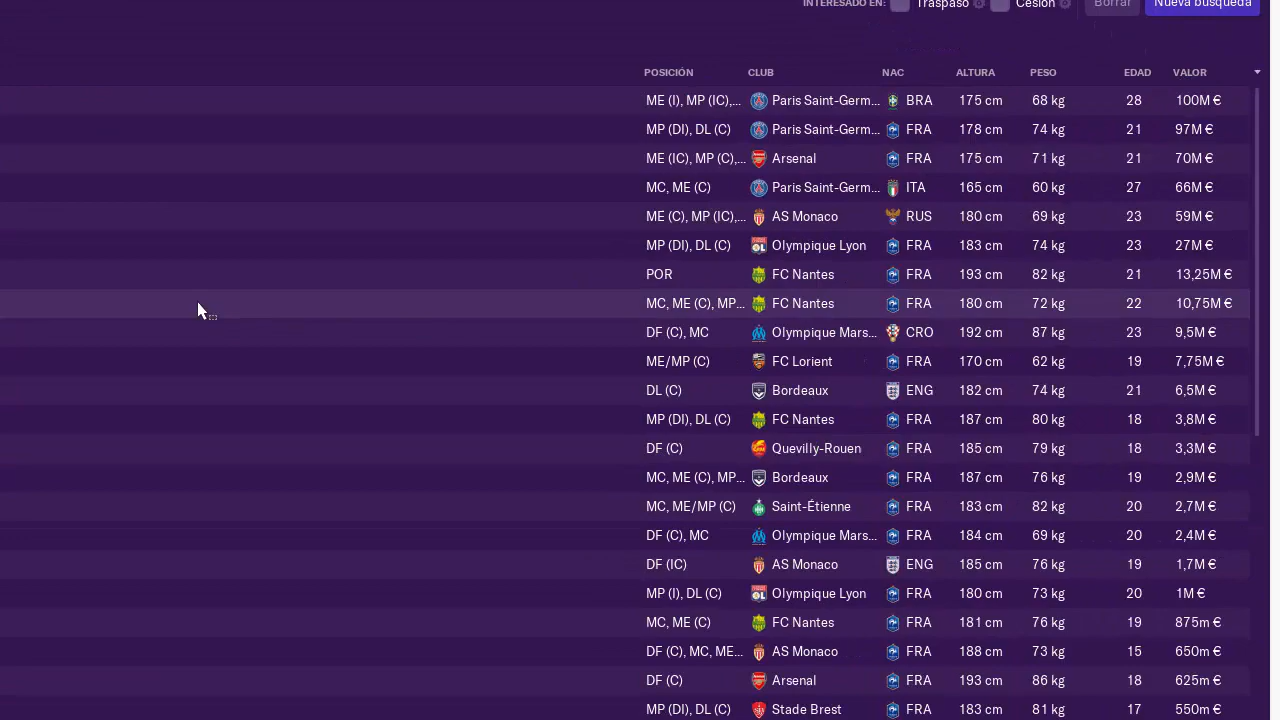 INTERESADO EN: Traspaso Cesión Borrar Nueva búsqueda
POSICIÓN CLUB NAC ALTURA PESO EDAD VALOR
ME (I), MP (IC),... Paris Saint-Germ... BRA 175 cm 68 kg 28 100M €
MP (DI), DL (C) Paris Saint-Germ... FRA 178 cm 74 kg 21 97M €
ME (IC), MP (C),... Arsenal FRA 175 cm 71 kg 21 70M €
MC, ME (C) Paris Saint-Germ... ITA 165 cm 60 kg 27 66M €
ME (C), MP (IC),... AS Monaco RUS 180 cm 69 kg 23 59M €
MP (DI), DL (C) Olympique Lyon FRA 183 cm 74 kg 23 27M €
POR FC Nantes FRA 193 cm 82 kg 21 13,25M €
MC, ME (C), MP... FC Nantes FRA 180 cm 72 kg 22 10,75M €
DF (C), MC Olympique Mars... CRO 192 cm 87 kg 23 9,5M €
ME/MP (C) FC Lorient FRA 170 cm 62 kg 19 7,75M €
DL (C) Bordeaux ENG 182 cm 74 kg 21 6,5M €
MP (DI), DL (C) FC Nantes FRA 187 cm 80 kg 18 3,8M €
DF (C) Quevilly-Rouen FRA 185 cm 79 kg 18 3,3M €
MC, ME (C), MP... Bordeaux FRA 187 cm 76 kg 19 2,9M €
MC, ME/MP (C) Saint-Étienne FRA 183 cm 82 kg 20 2,7M €
DF (C), MC Olympique Mars... FRA 184 cm 69 kg 20 2,4M €
DF (IC) AS Monaco ENG 185 cm 76 kg 19 1,7M €
MP (I), DL (C) Olympique Lyon FRA 180 cm 73 kg 20 1M €
MC, ME (C) FC Nantes FRA 181 cm 76 kg 19 875m €
DF (C), MC, ME... AS Monaco FRA 188 cm 73 kg 15 650m €
DF (C) Arsenal FRA 193 cm 86 kg 18 625m €
MP (DI), DL (C) Stade Brest FRA 183 cm 81 kg 17 550m €